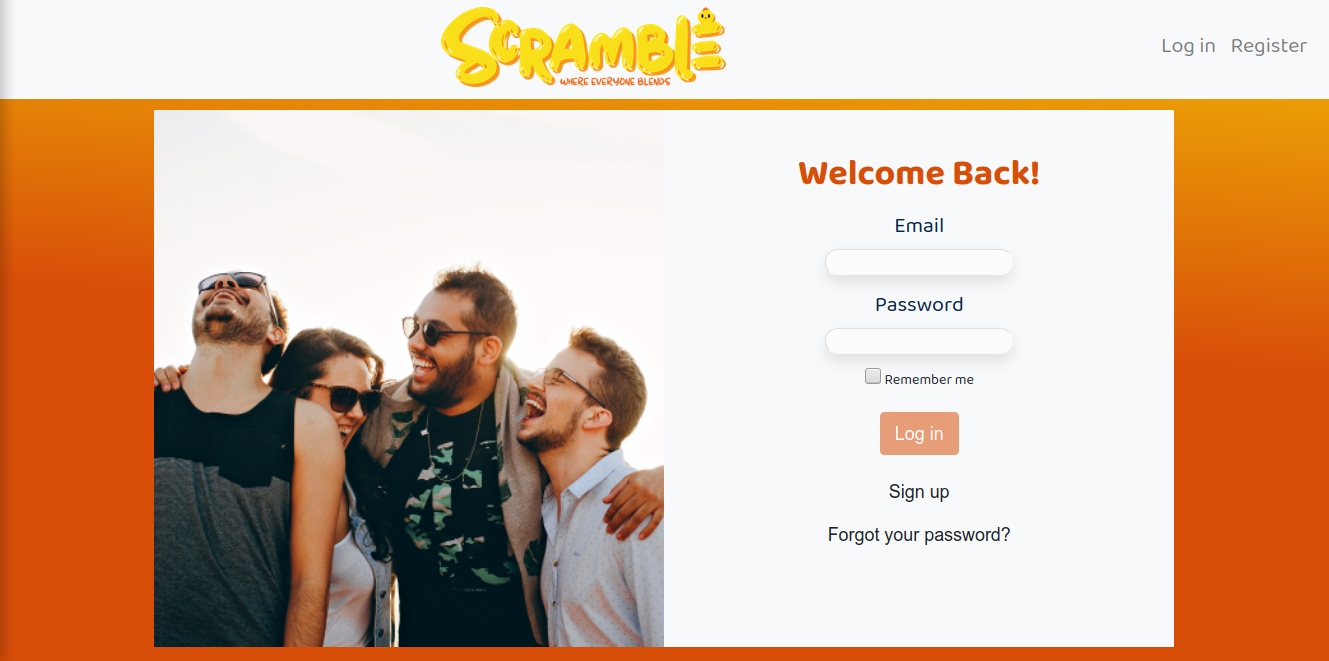 SCRAMBLE
WHERE EVERYONE BLENDS
Log in Register
Welcome Back!
Email
Password
Remember me
Log in
Sign up
Forgot your password?